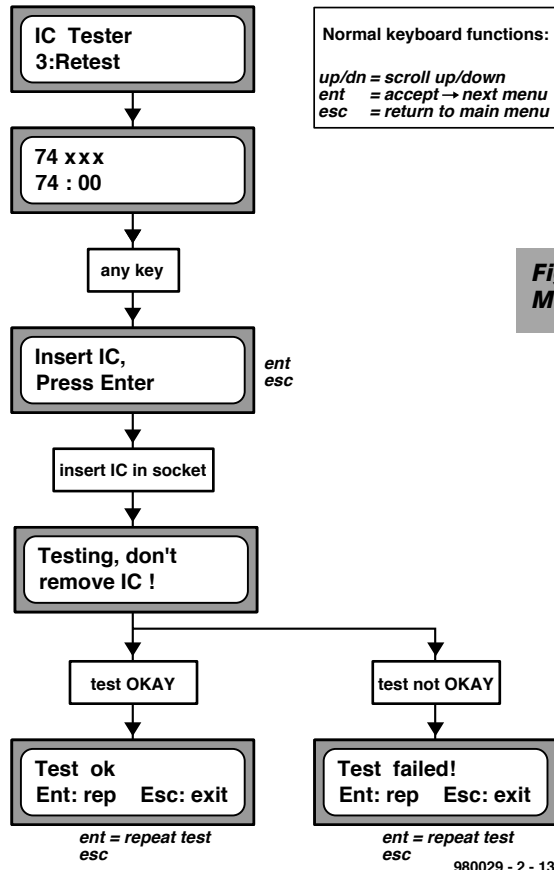 IC Tester
3:Retest
Normal keyboard functions:
up/dn = scroll up/down
ent = accept → next menu
esc = return to main menu
74 xxx
74 : 00
any key
Insert IC,
Press Enter
ent
esc
insert IC in socket
Testing, don't
remove IC !
test OKAY
test not OKAY
Test ok
Ent: rep Esc: exit
ent = repeat test
esc
Test failed!
Ent: rep Esc: exit
ent = repeat test
esc
980029 - 2 - 13